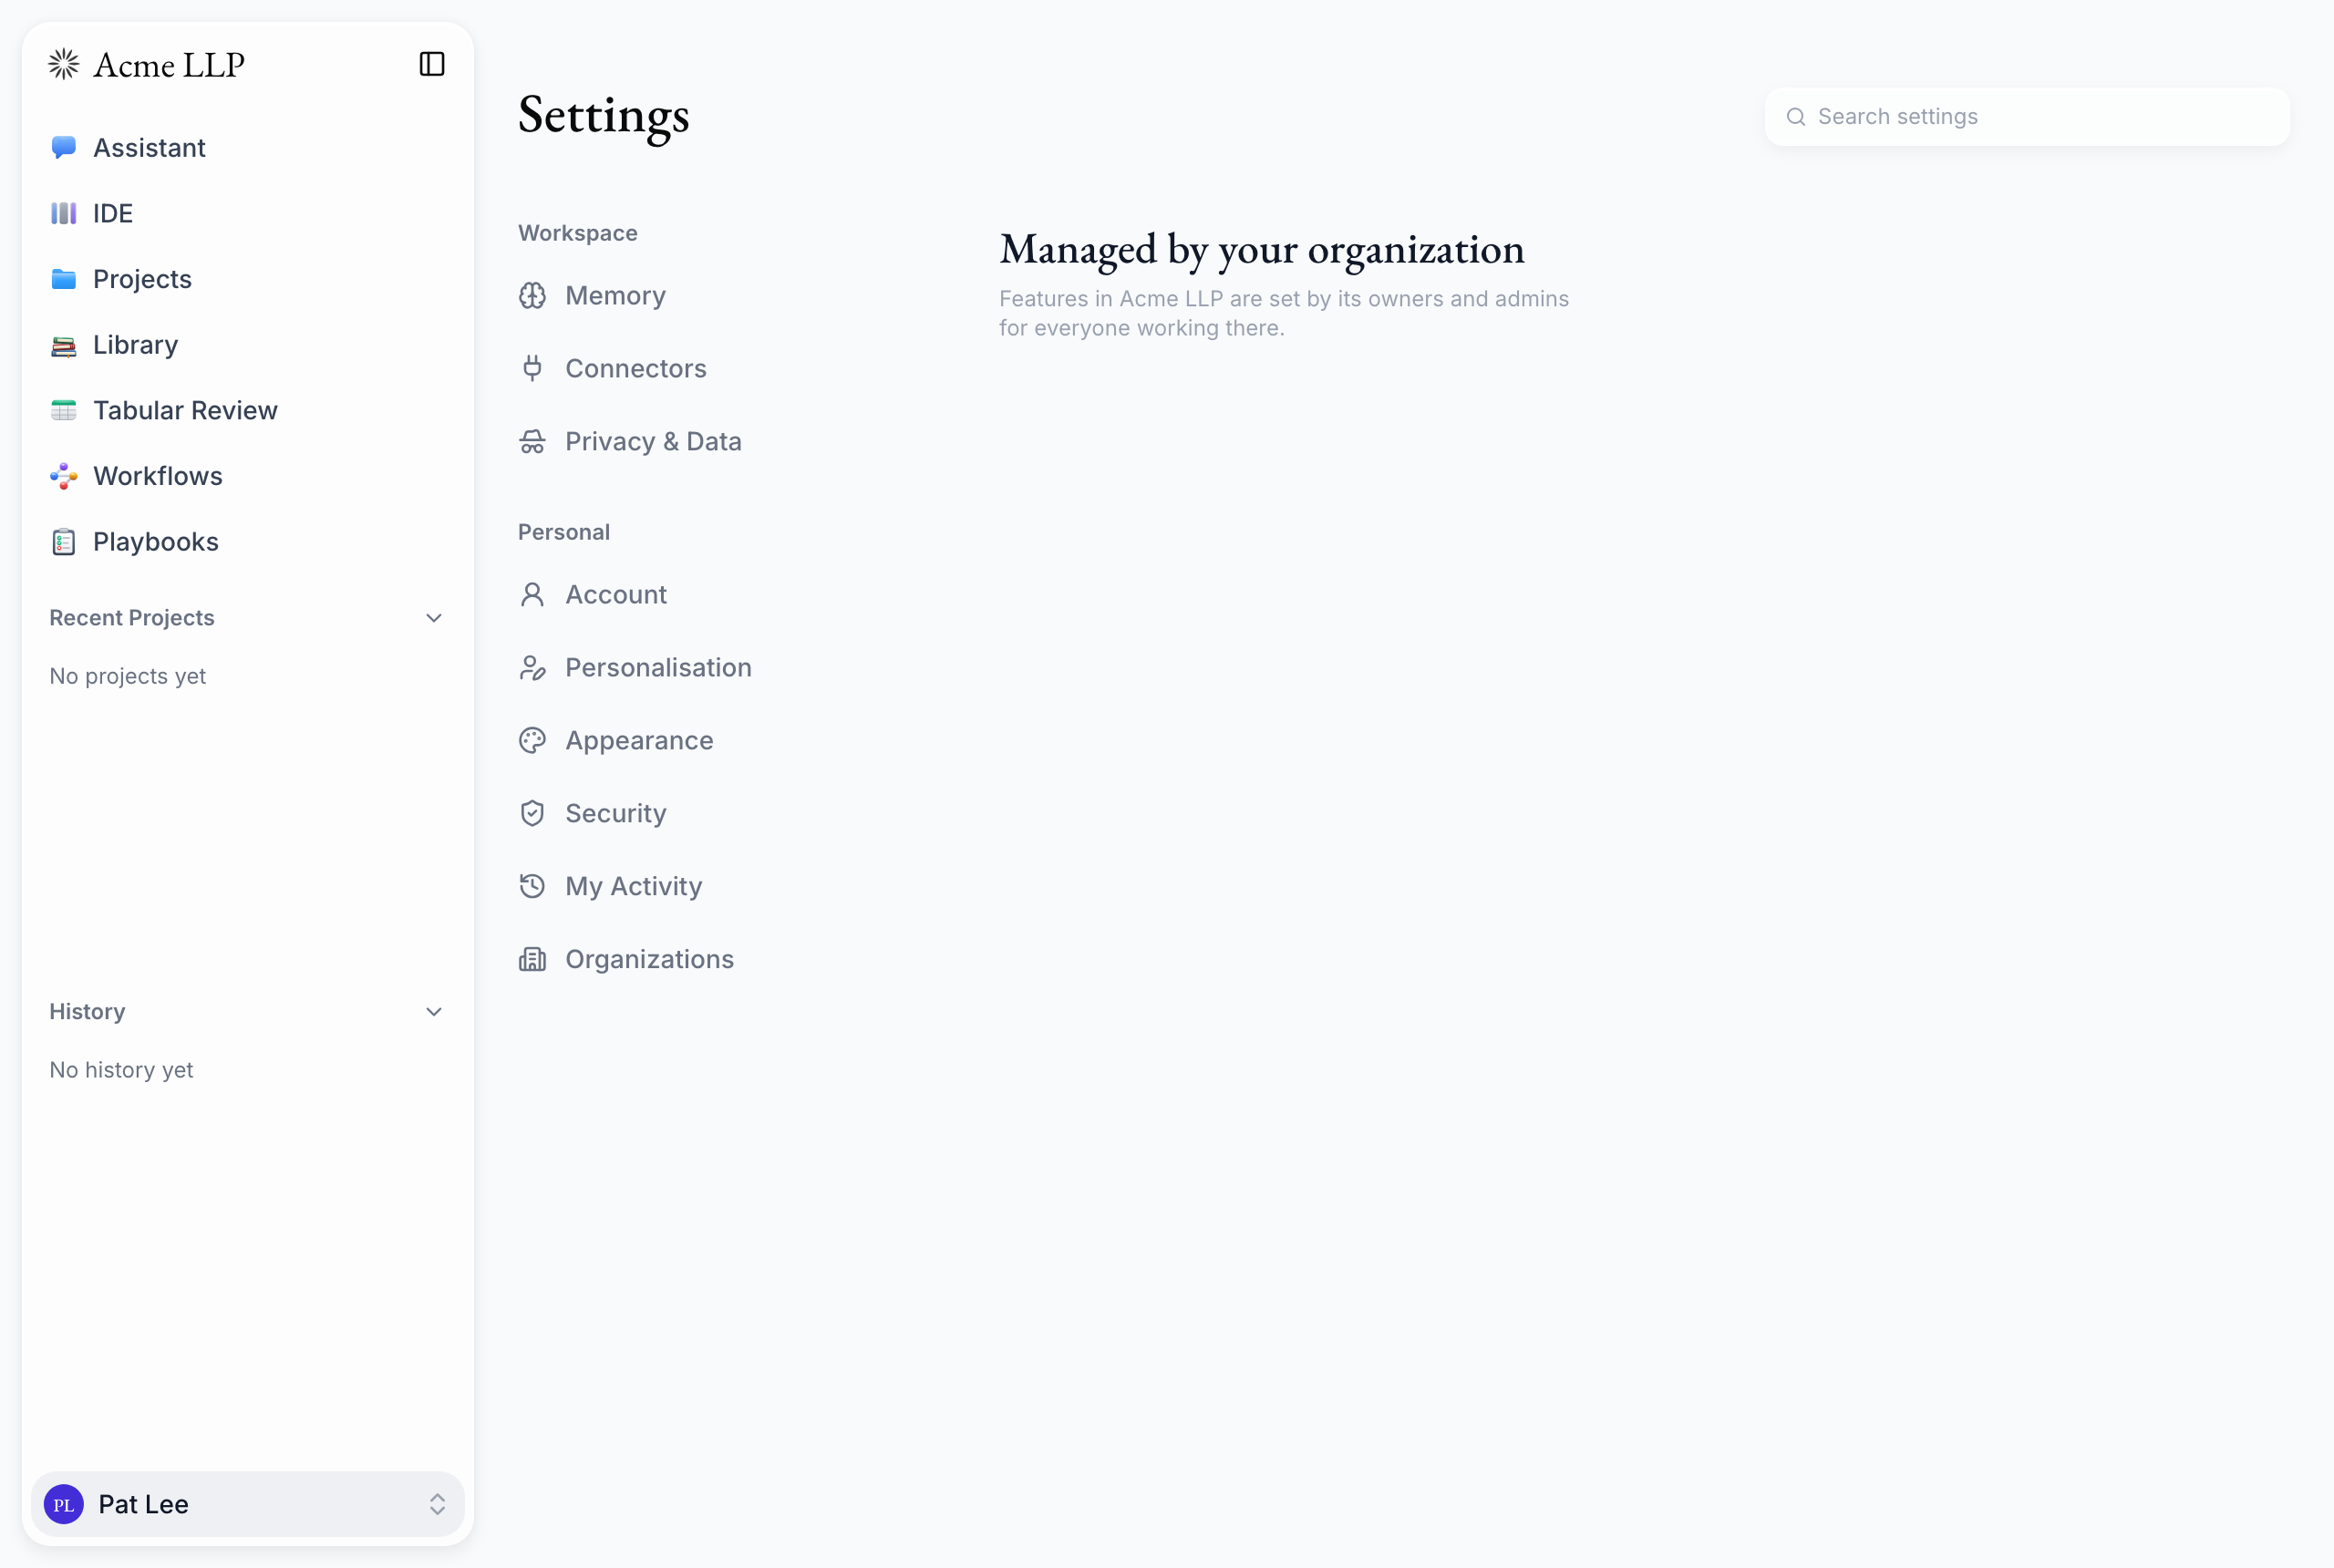 Acme LLP
Assistant
IDE
Projects
Library
Tabular Review
Workflows
Playbooks
Recent Projects
No projects yet
History
No history yet
PL Pat Lee
Settings
Search settings
Workspace
Memory
Connectors
Privacy & Data
Personal
Account
Personalisation
Appearance
Security
My Activity
Organizations
Managed by your organization
Features in Acme LLP are set by its owners and admins
for everyone working there.